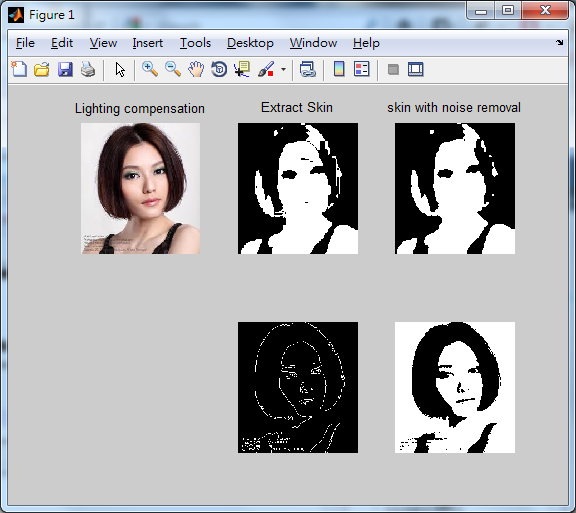 Figure 1
File Edit View Insert Tools Desktop Window Help
Lighting compensation
Extract Skin
skin with noise removal